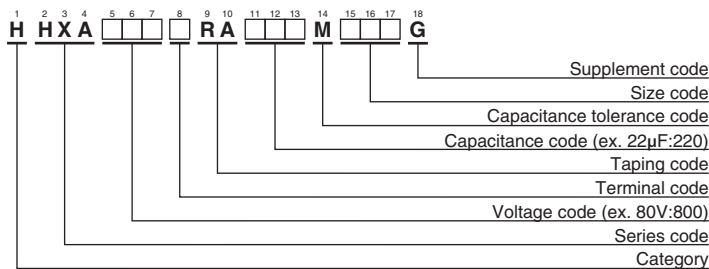 1 2 3 4 5 6 7 8 9 10 11 12 13 14 15 16 17 18
H HXA □□□ □ RA □□□ M □□□ G
Supplement code
Size code
Capacitance tolerance code
Capacitance code (ex. 22µF:220)
Taping code
Terminal code
Voltage code (ex. 80V:800)
Series code
Category